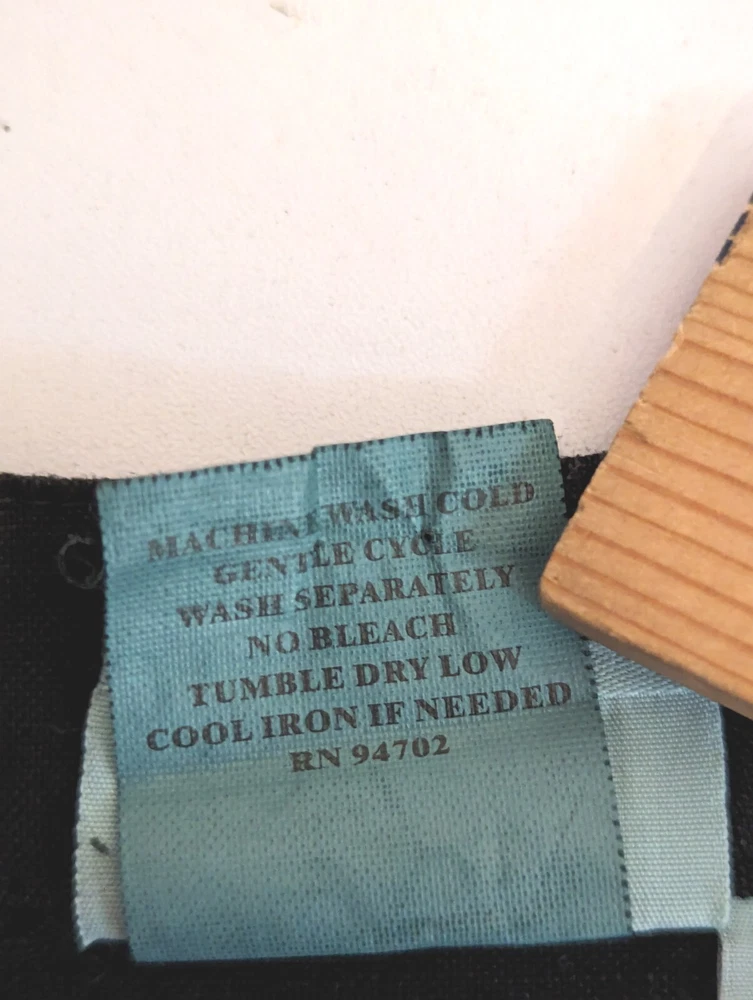 MACHINE WASH COLD
GENTLE CYCLE
WASH SEPARATELY
NO BLEACH
TUMBLE DRY LOW
COOL IRON IF NEEDED
RN 94702